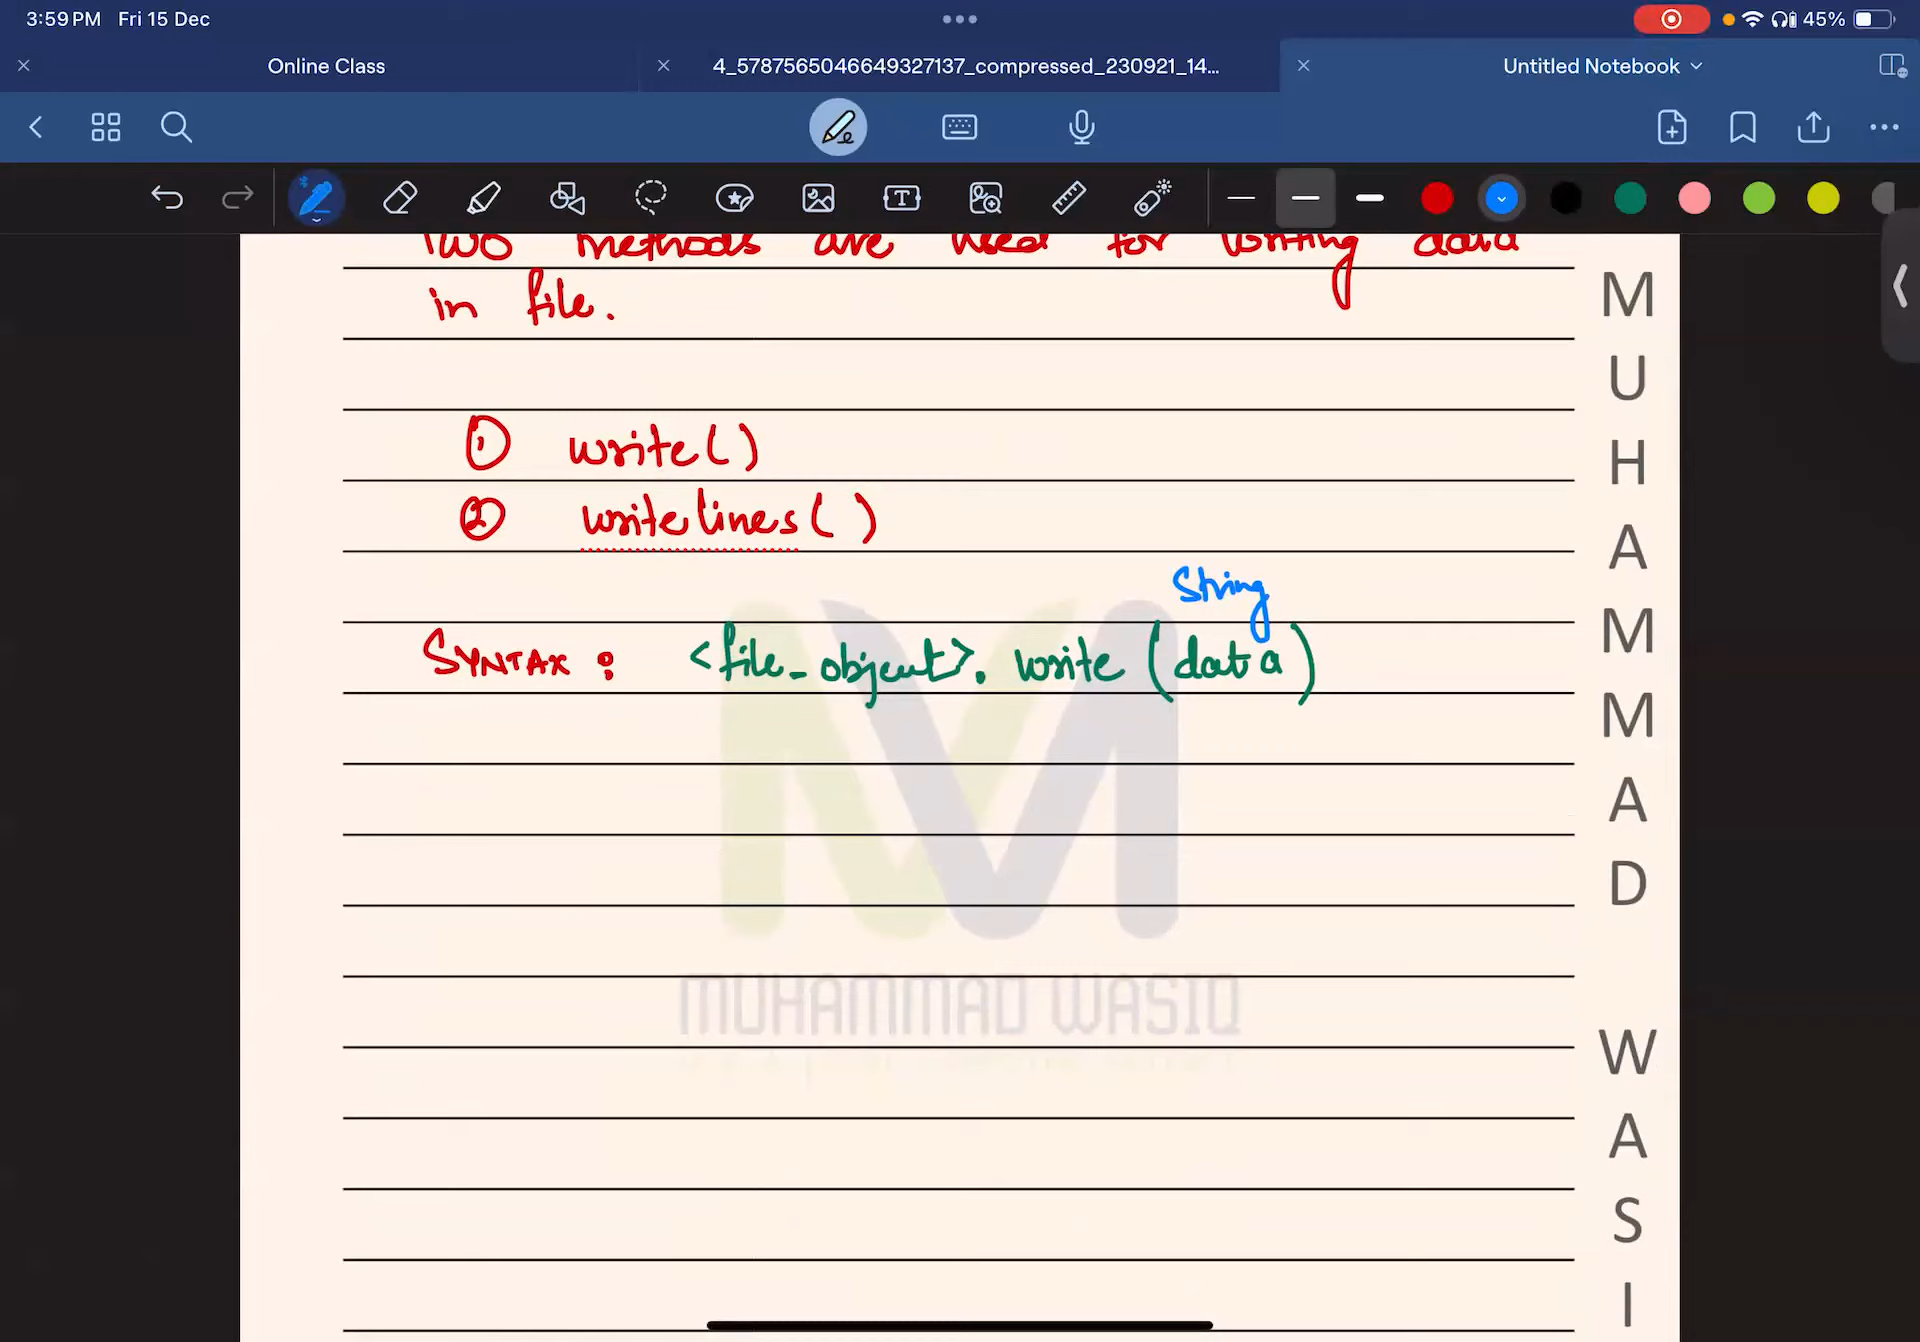 3:59 PM Fri 15 Dec
45%
Online Class
4_5787565046649327137_compressed_230921_14...
Untitled Notebook
Two methods are used for writing data
in file.
① write()
② writelines( )
String
SYNTAX : <file_object>. write (data)
MUHAMMAD WASIQ
MUHAMMAD WASI